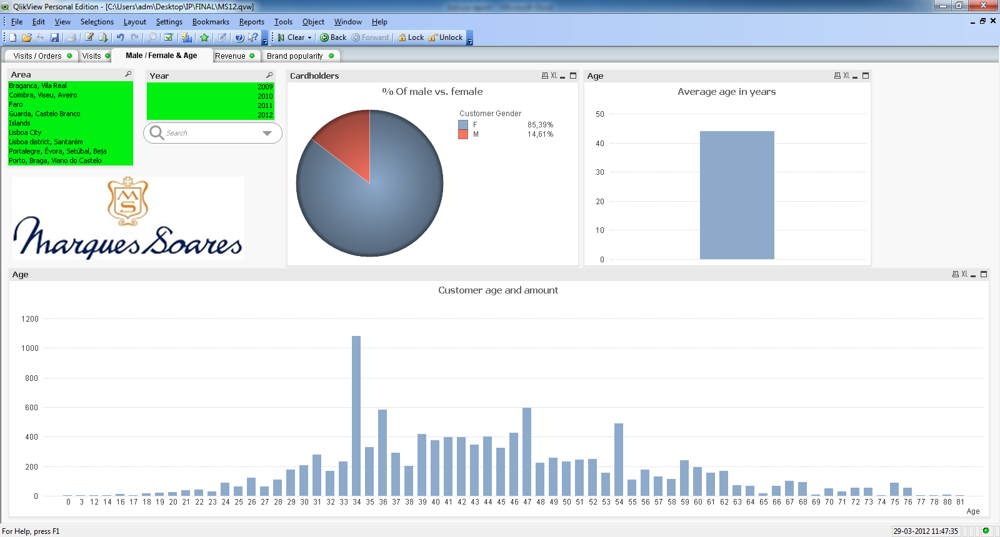 QlikView Personal Edition - [C:\Users\adm\Desktop\IP\FINAL\MS12.qvw]
File Edit View Selections Layout Settings Bookmarks Reports Tools Object Window Help
Clear Back Forward Lock Unlock
Visits / Orders Visits Male / Female & Age Revenue Brand popularity
Area
Braganca, Vila Real
Coimbra, Viseu, Aveiro
Faro
Guarda, Castelo Branco
Islands
Lisboa City
Lisboa district, Santarém
Portalegre, Évora, Setúbal, Beja
Porto, Braga, Viano do Castelo
Year
2009
2010
2011
2012
Search
MS
Marques Soares
Cardholders XL
% Of male vs. female
Customer Gender
F 85,39%
M 14,61%
Age XL
Average age in years
50
40
30
20
10
0
Age XL
Customer age and amount
1200
1000
800
600
400
200
0
0 3 12 14 16 17 18 19 20 21 22 23 24 25 26 27 28 29 30 31 32 33 34 35 36 37 38 39 40 41 42 43 44 45 46 47 48 49 50 51 52 53 54 55 56 57 58 59 60 61 62 63 64 65 66 67 68 69 70 71 72 73 74 75 76 77 78 80 81
Age
For Help, press F1
29-03-2012 11:47:35